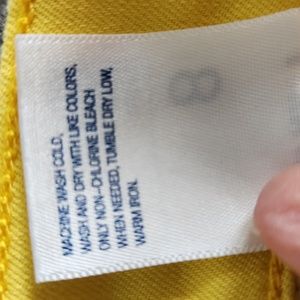 MACHINE WASH COLD,
WASH AND DRY WITH LIKE COLORS,
ONLY NON-CHLORINE BLEACH
WHEN NEEDED, TUMBLE DRY LOW,
WARM IRON.
8